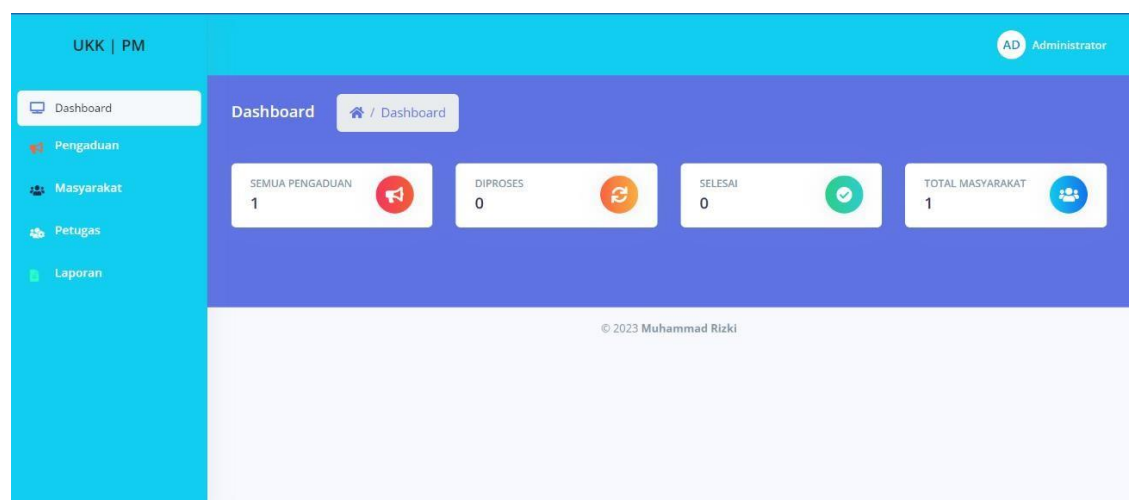 UKK | PM
AD Administrator
Dashboard
Pengaduan
Masyarakat
Petugas
Laporan
Dashboard / Dashboard
SEMUA PENGADUAN
1
DIPROSES
0
SELESAI
0
TOTAL MASYARAKAT
1
© 2023 Muhammad Rizki